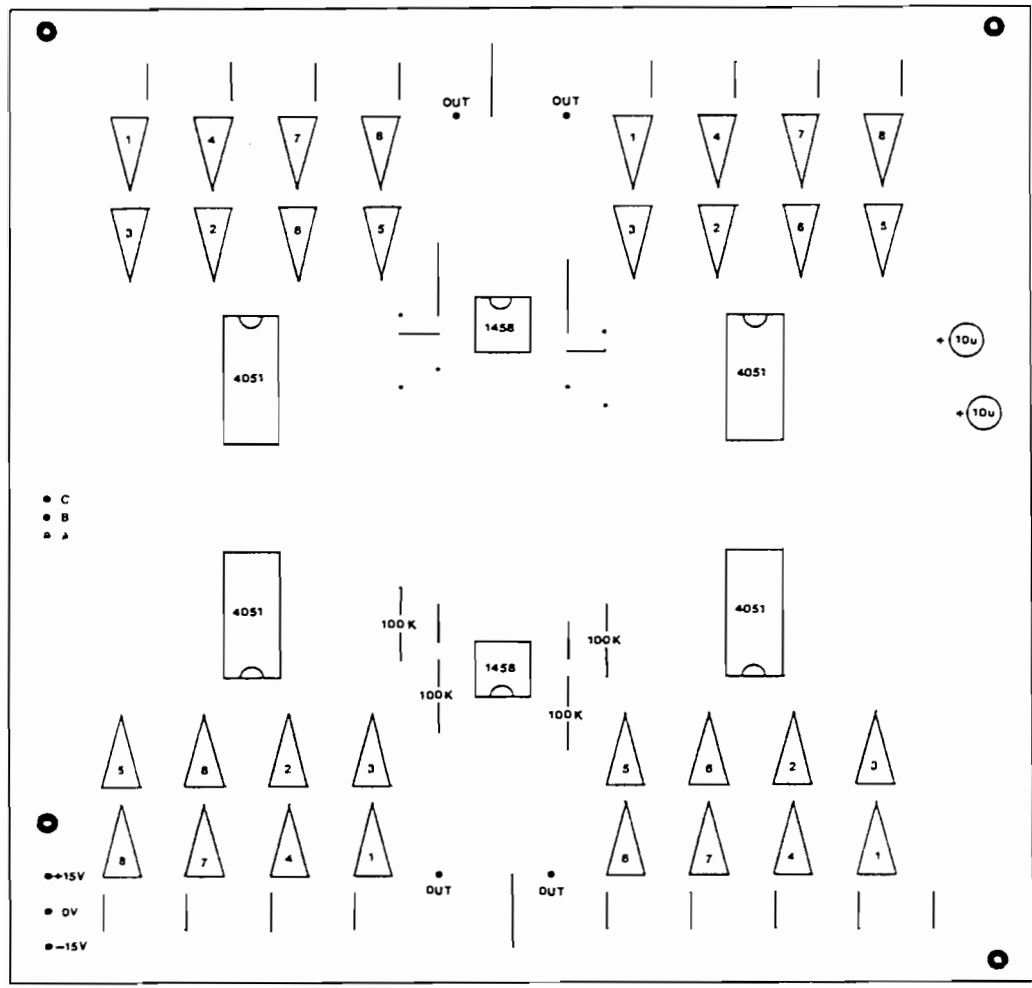 OUT OUT
1 4 7 8 1 4 7 8
3 2 6 5 3 2 6 5
1458
10u +
4051 4051
+ 10u
C
B
A
4051 4051
100K 100K
1458
100K
100K
5 8 2 3 5 6 2 3
8 7 4 1 6 7 4 1
+15V
OUT OUT
0V
-15V